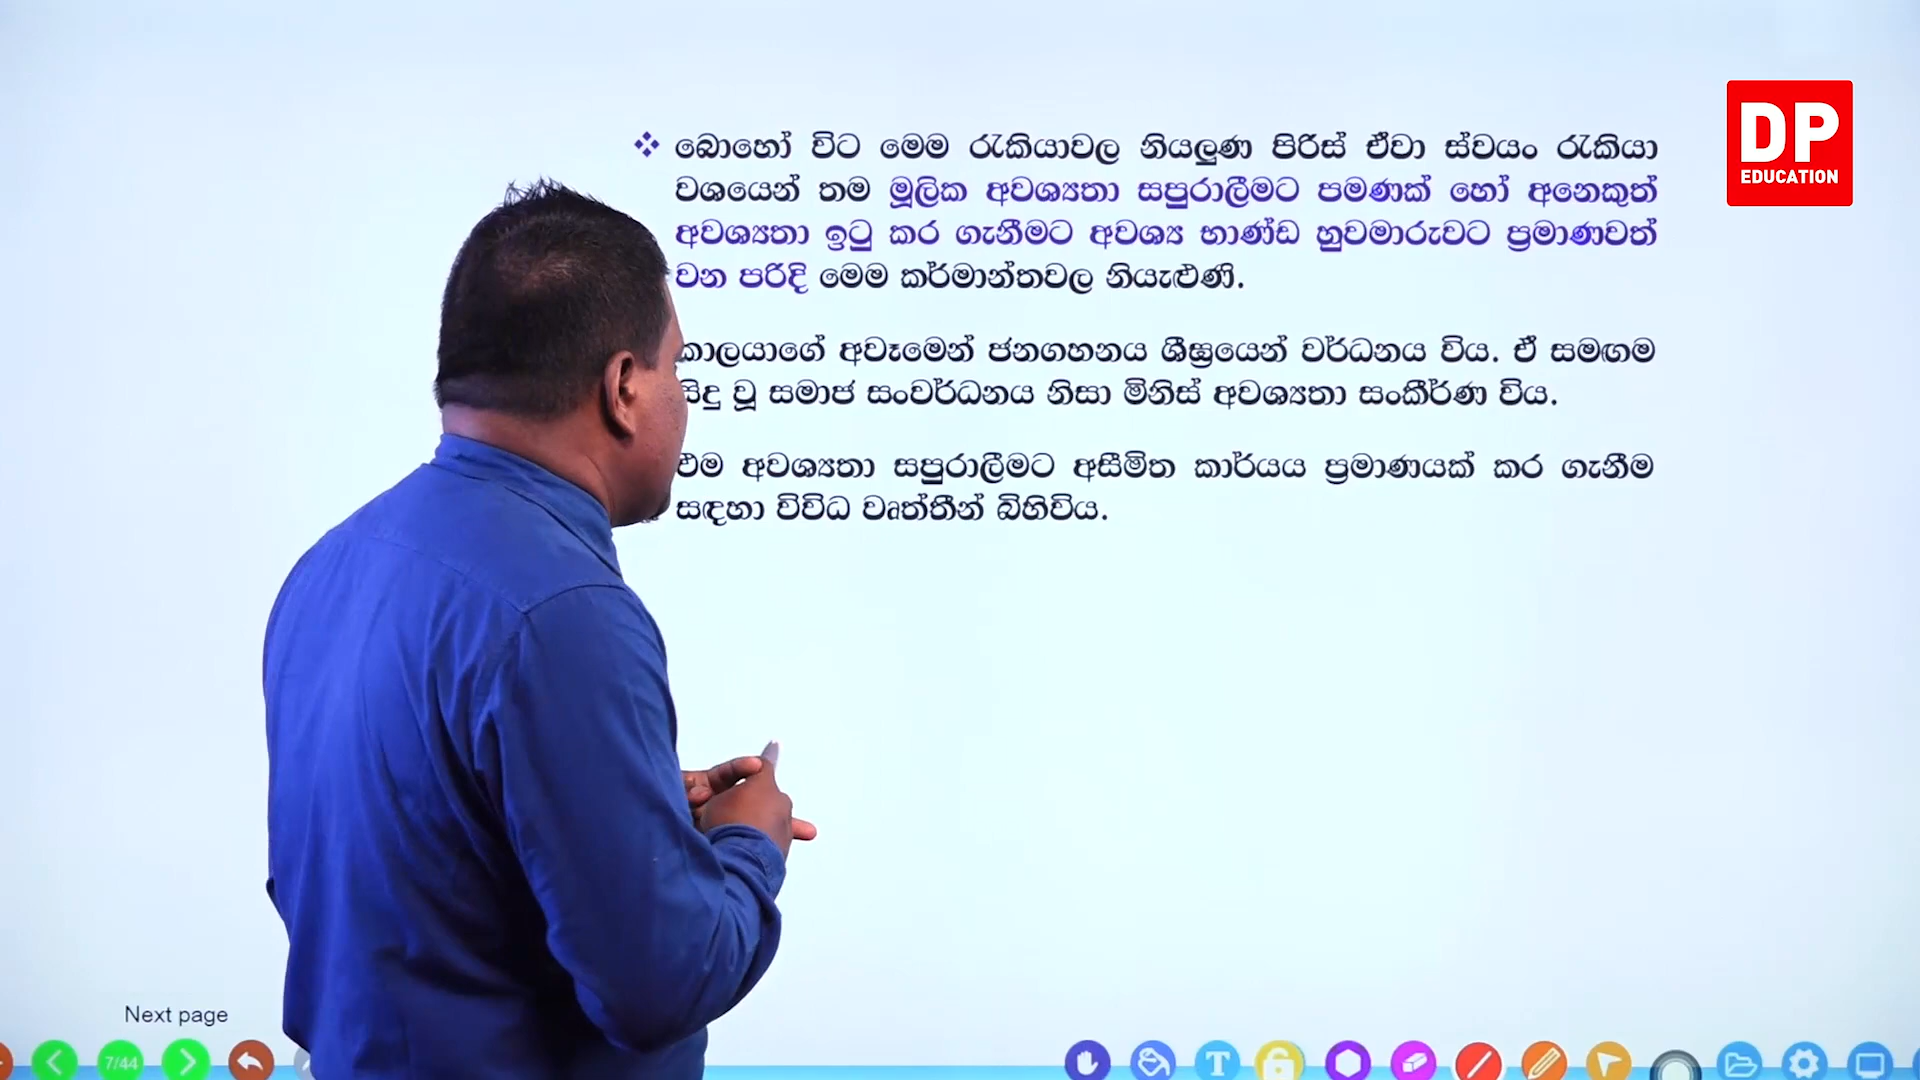 DP
EDUCATION
බොහෝ විට මෙම රැකියාවල නියලුණ පිරිස් ඒවා ස්වයං රැකියා
වශයෙන් තම මූලික අවශ්‍යතා සපුරාලීමට පමණක් හෝ අනෙකුත්
අවශ්‍යතා ඉටු කර ගැනීමට අවශ්‍ය භාණ්ඩ හුවමාරුවට ප්‍රමාණවත්
වන පරිදි මෙම කර්මාන්තවල නියැළුණි.
කාලයාගේ අවෑමෙන් ජනගහනය ශීඝ්‍රයෙන් වර්ධනය විය. ඒ සමඟම
සිදු වූ සමාජ සංවර්ධනය නිසා මිනිස් අවශ්‍යතා සංකීර්ණ විය.
එම අවශ්‍යතා සපුරාලීමට අසීමිත කාර්යය ප්‍රමාණයක් කර ගැනීම
සඳහා විවිධ වෘත්තීන් බිහිවිය.
Next page
7/44
T